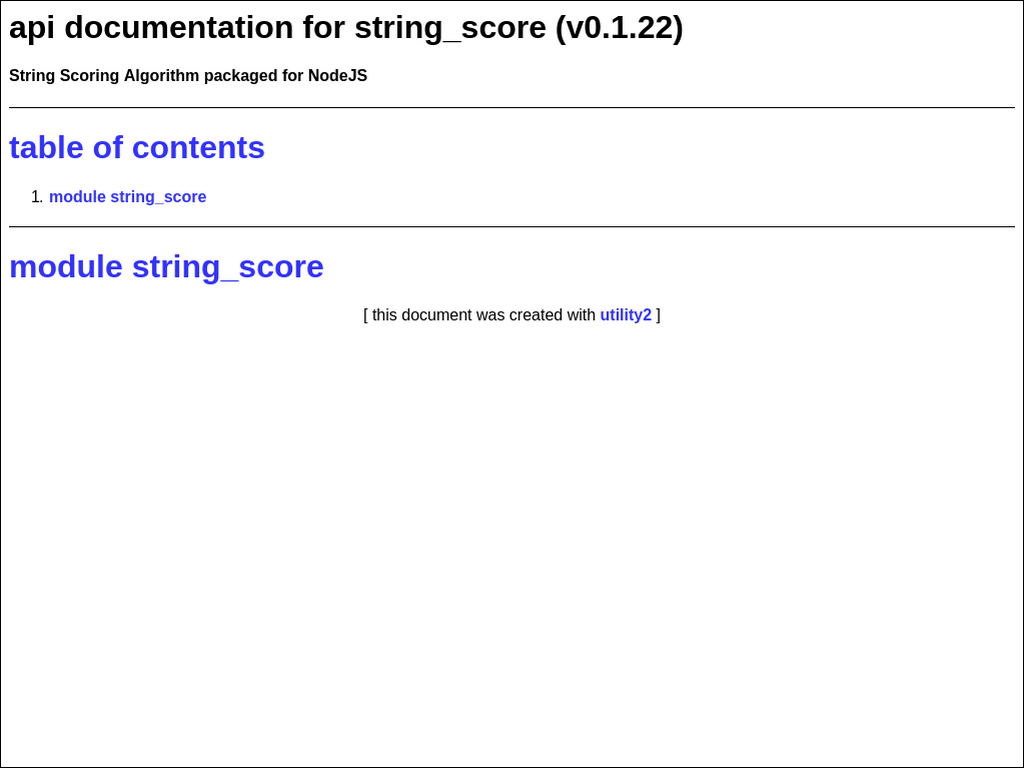 api documentation for string_score (v0.1.22)
String Scoring Algorithm packaged for NodeJS
table of contents
1. module string_score
module string_score
[ this document was created with utility2 ]